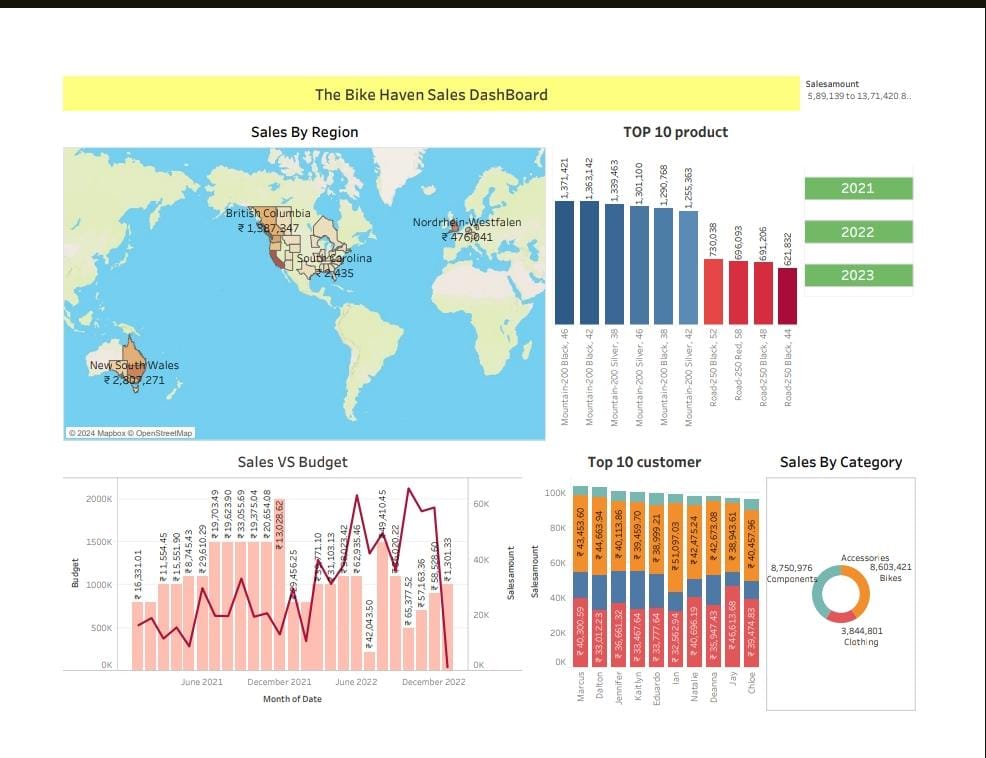 The Bike Haven Sales DashBoard
Salesamount
5,89,139 to 13,71,420.8..
Sales By Region
British Columbia
₹ 1,387,347
South Carolina
₹ 2,435
Nordrhein-Westfalen
₹ 476,041
New South Wales
₹ 2,807,271
© 2024 Mapbox © OpenStreetMap
TOP 10 product
1,371,421
1,363,142
1,339,463
1,301,100
1,290,768
1,255,363
730,038
696,093
691,206
621,832
Mountain-200 Black, 46
Mountain-200 Black, 42
Mountain-200 Silver, 38
Mountain-200 Silver, 46
Mountain-200 Black, 38
Mountain-200 Silver, 42
Road-250 Black, 52
Road-250 Red, 58
Road-250 Black, 48
Road-250 Black, 44
2021
2022
2023
Sales VS Budget
Budget
2000K
1500K
1000K
500K
0K
₹ 16,331.01
₹ 11,554.45
₹ 15,551.90
₹ 8,745.43
₹ 29,610.29
₹ 19,703.49
₹ 19,623.90
₹ 33,055.69
₹ 19,375.04
₹ 20,654.08
₹ 13,028.62
₹ 31,103.13
₹ 62,935.46
₹ 42,043.50
₹ 49,410.45
₹ 65,377.52
₹ 57,163.36
₹ 58,528.60
₹ 1,301.33
60K
40K
20K
0K
Salesamount
June 2021
December 2021
June 2022
December 2022
Month of Date
Top 10 customer
Salesamount
100K
80K
60K
40K
20K
0K
₹ 43,453.60
₹ 44,663.94
₹ 40,113.86
₹ 39,459.70
₹ 38,999.21
₹ 51,097.03
₹ 42,475.24
₹ 42,673.08
₹ 38,943.61
₹ 40,457.96
₹ 40,300.59
₹ 33,012.23
₹ 36,661.32
₹ 33,467.64
₹ 33,777.64
₹ 32,562.94
₹ 40,696.19
₹ 35,947.43
₹ 46,613.68
₹ 39,474.83
Marcus
Dalton
Jennifer
Kaitlyn
Eduardo
Ian
Natalie
Deanna
Jay
Chloe
Sales By Category
Accessories
8,750,976
Components
8,603,421
Bikes
3,844,801
Clothing